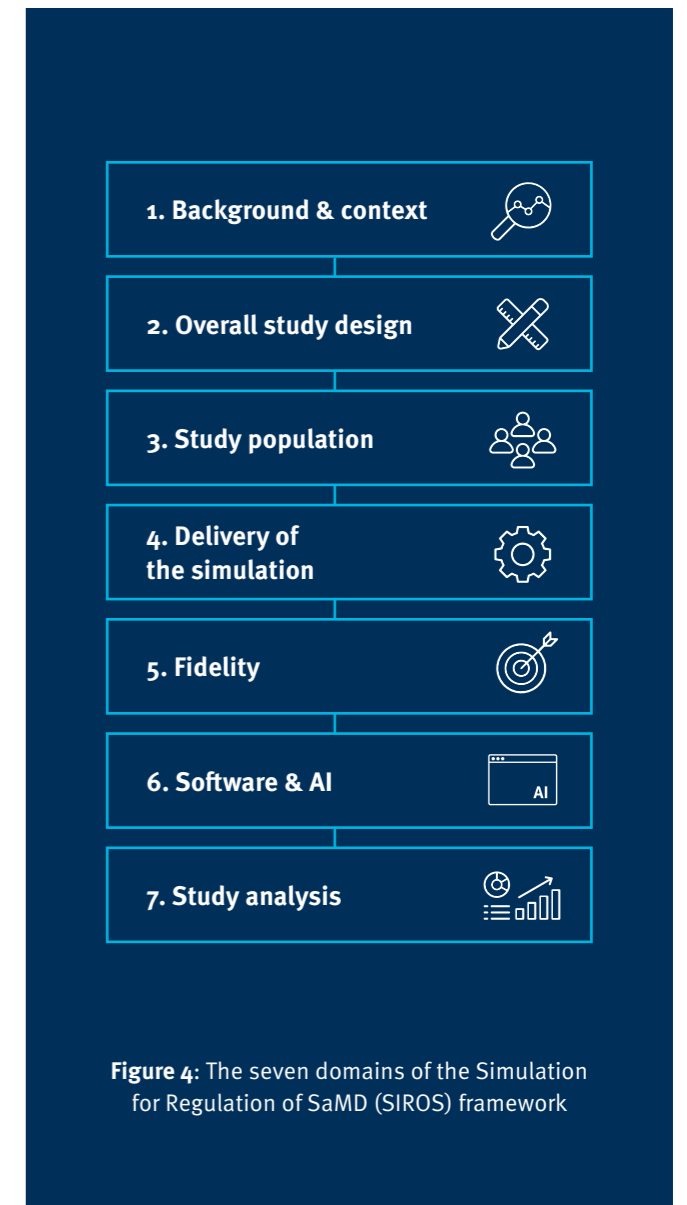 1. Background & context
2. Overall study design
3. Study population
4. Delivery of
the simulation
5. Fidelity
6. Software & AI
AI
7. Study analysis
Figure 4: The seven domains of the Simulation
for Regulation of SaMD (SIROS) framework